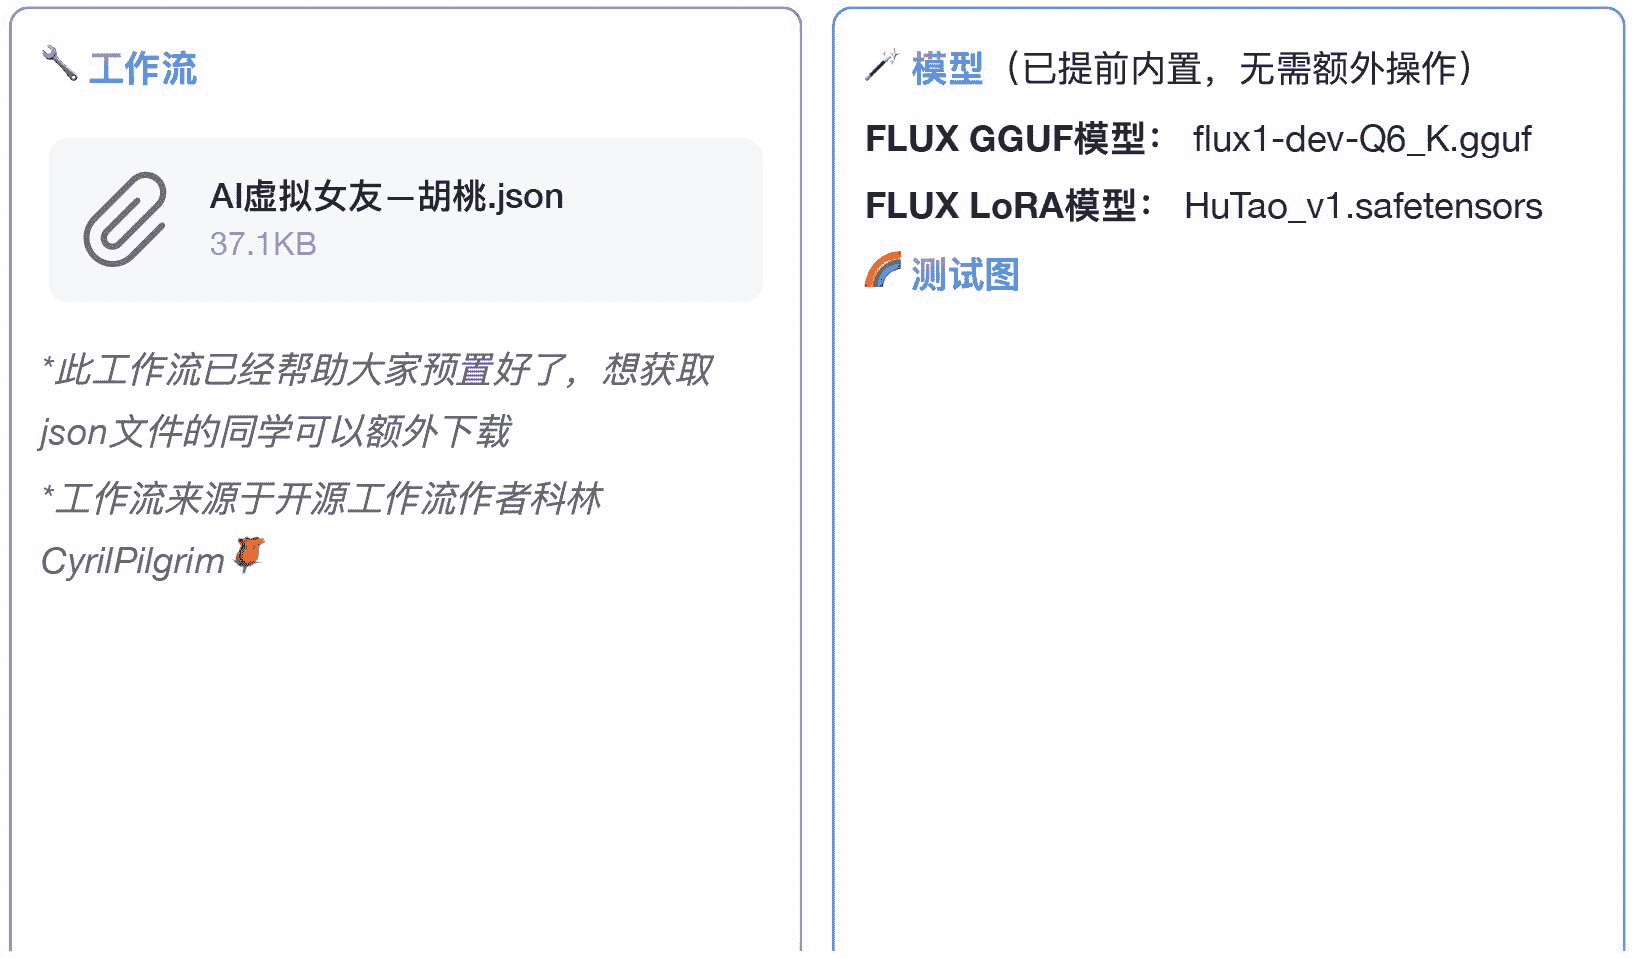 工作流
AI虚拟女友—胡桃.json
37.1KB
*此工作流已经帮助大家预置好了，想获取
json文件的同学可以额外下载
*工作流来源于开源工作流作者科林
CyrilPilgrim
模型（已提前内置，无需额外操作）
FLUX GGUF模型： flux1-dev-Q6_K.gguf
FLUX LoRA模型： HuTao_v1.safetensors
测试图